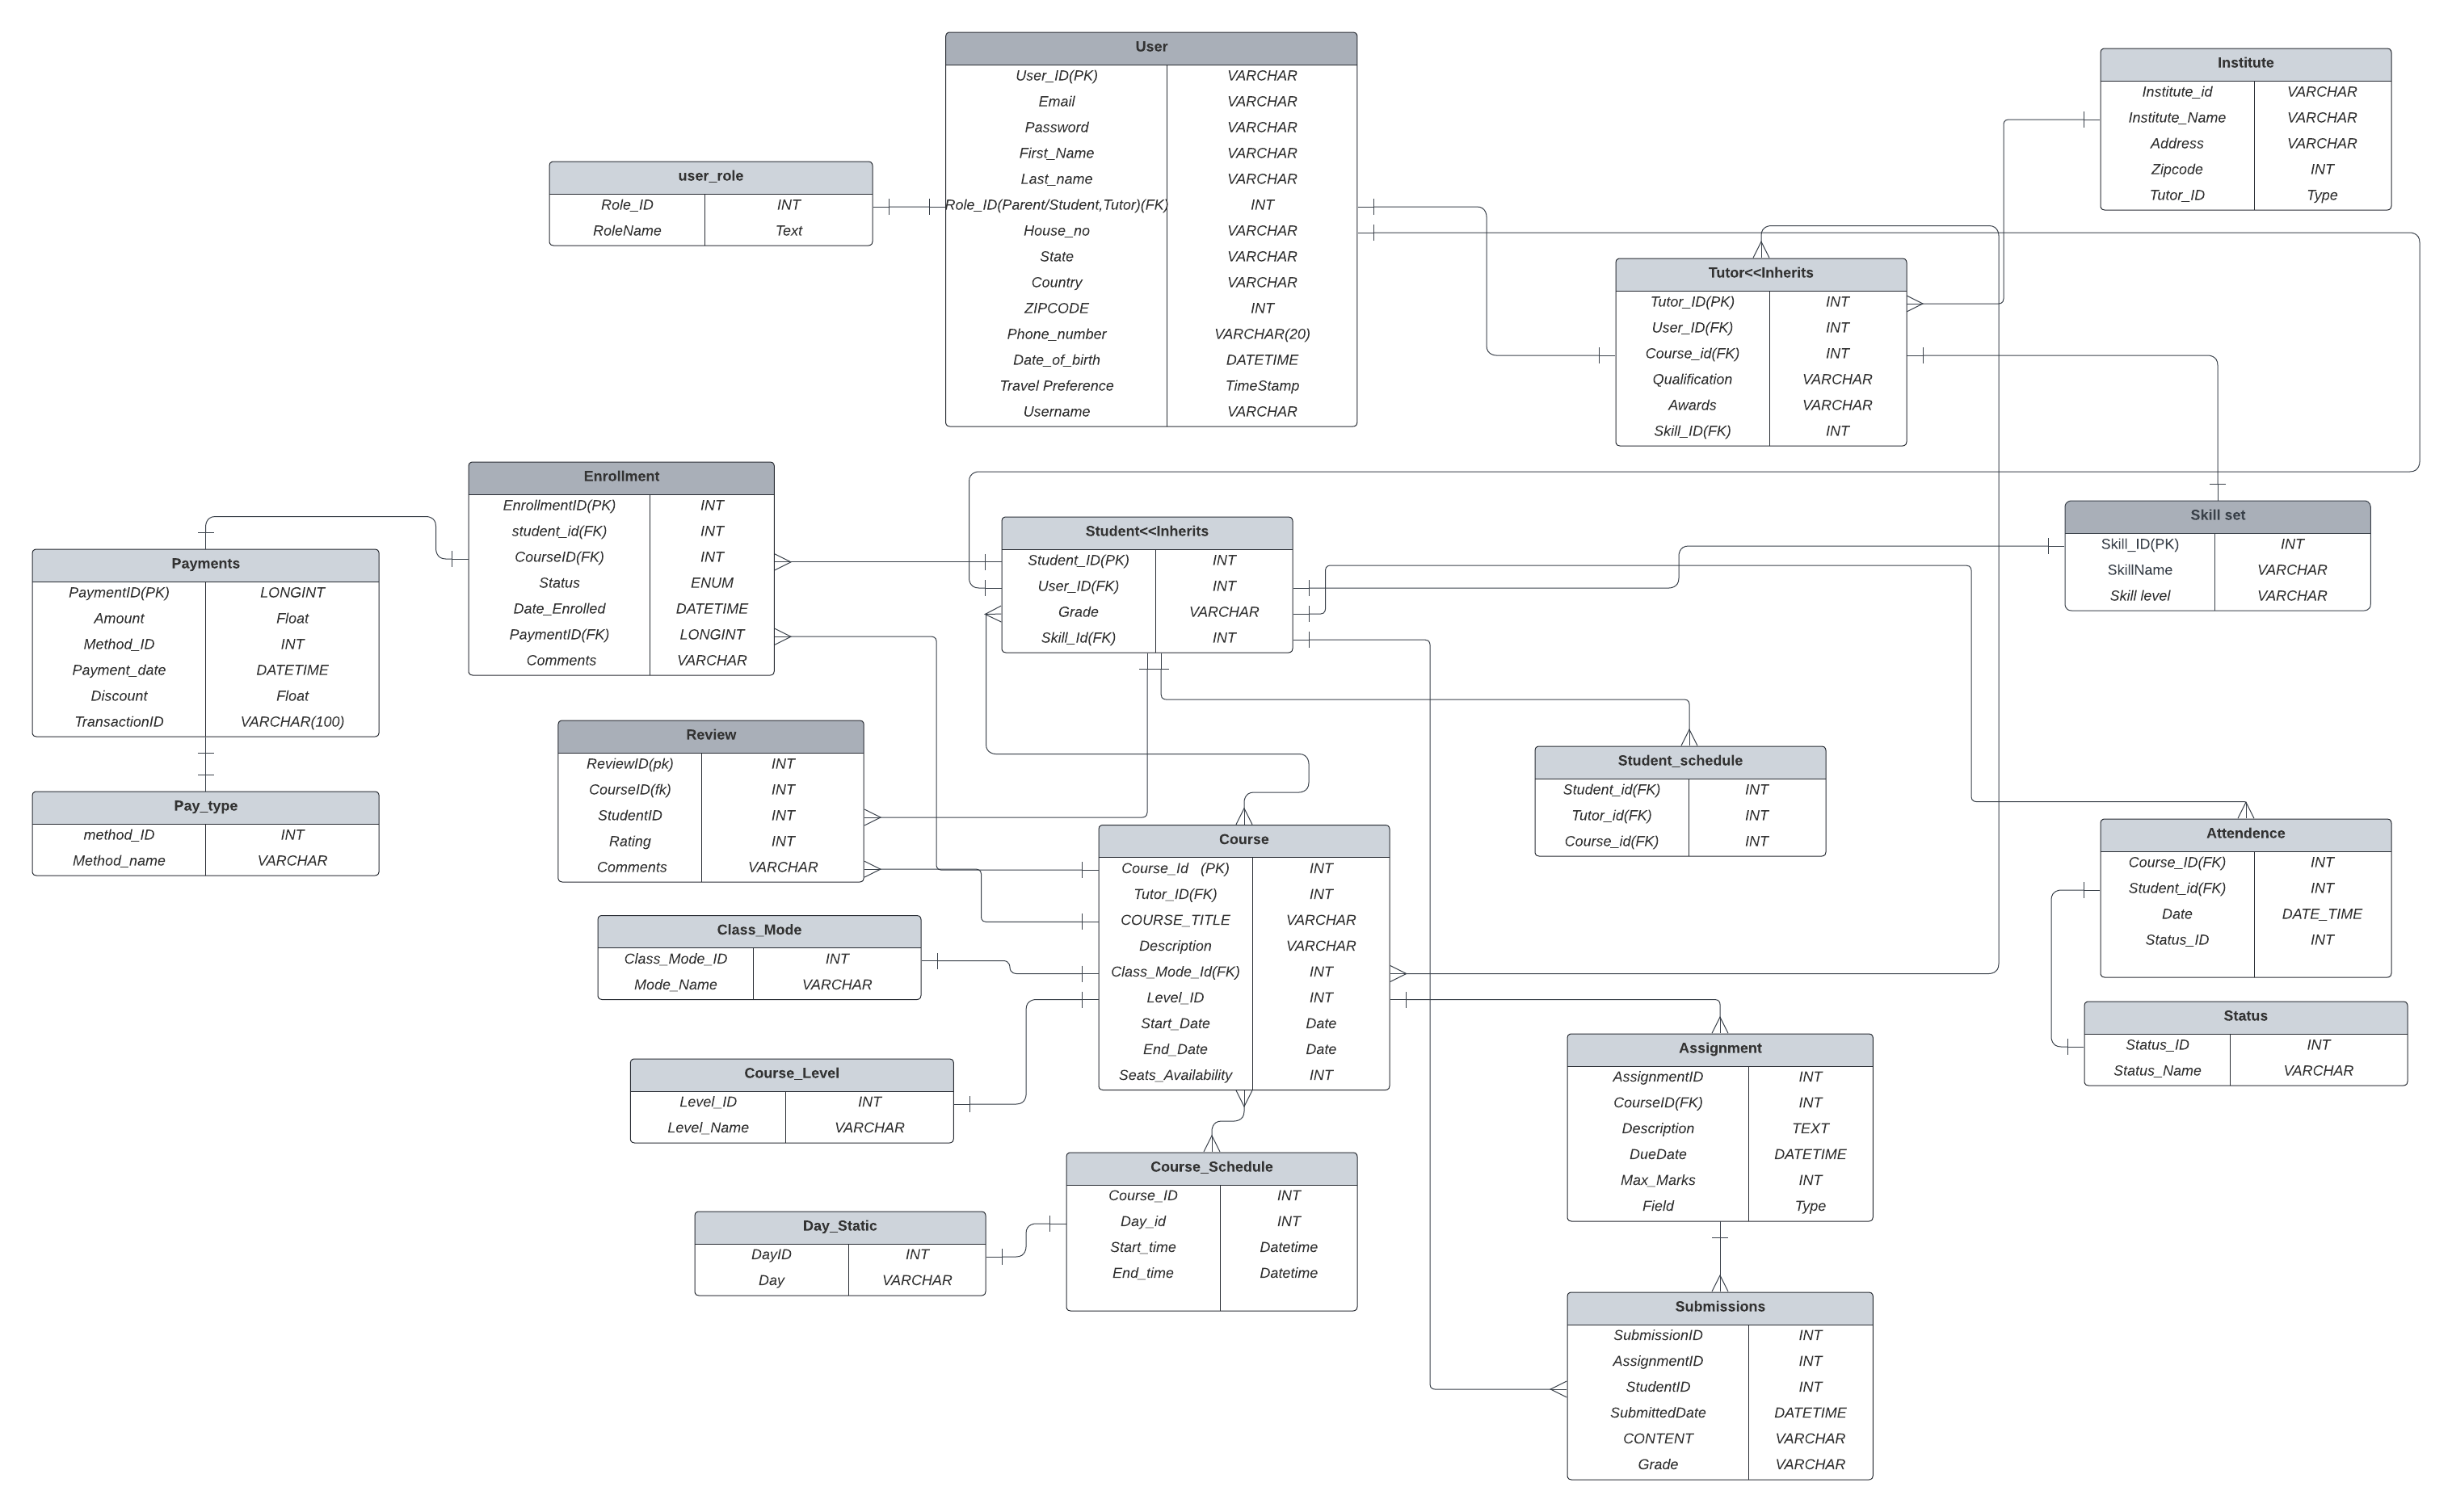 User
User_ID(PK) VARCHAR
Email VARCHAR
Password VARCHAR
First_Name VARCHAR
Last_name VARCHAR
Role_ID(Parent/Student,Tutor)(FK) INT
House_no VARCHAR
State VARCHAR
Country VARCHAR
ZIPCODE INT
Phone_number VARCHAR(20)
Date_of_birth DATETIME
Travel Preference TimeStamp
Username VARCHAR
Institute
Institute_id VARCHAR
Institute_Name VARCHAR
Address VARCHAR
Zipcode INT
Tutor_ID Type
user_role
Role_ID INT
RoleName Text
Tutor<<Inherits
Tutor_ID(PK) INT
User_ID(FK) INT
Course_id(FK) INT
Qualification VARCHAR
Awards VARCHAR
Skill_ID(FK) INT
Enrollment
EnrollmentID(PK) INT
student_id(FK) INT
CourseID(FK) INT
Status ENUM
Date_Enrolled DATETIME
PaymentID(FK) LONGINT
Comments VARCHAR
Student<<Inherits
Student_ID(PK) INT
User_ID(FK) INT
Grade VARCHAR
Skill_Id(FK) INT
Skill set
Skill_ID(PK) INT
SkillName VARCHAR
Skill level VARCHAR
Payments
PaymentID(PK) LONGINT
Amount Float
Method_ID INT
Payment_date DATETIME
Discount Float
TransactionID VARCHAR(100)
Review
ReviewID(pk) INT
CourseID(fk) INT
StudentID INT
Rating INT
Comments VARCHAR
Student_schedule
Student_id(FK) INT
Tutor_id(FK) INT
Course_id(FK) INT
Pay_type
method_ID INT
Method_name VARCHAR
Course
Course_Id (PK) INT
Tutor_ID(FK) INT
COURSE_TITLE VARCHAR
Description VARCHAR
Class_Mode_Id(FK) INT
Level_ID INT
Start_Date Date
End_Date Date
Seats_Availability INT
Attendence
Course_ID(FK) INT
Student_id(FK) INT
Date DATE_TIME
Status_ID INT
Class_Mode
Class_Mode_ID INT
Mode_Name VARCHAR
Status
Status_ID INT
Status_Name VARCHAR
Assignment
AssignmentID INT
CourseID(FK) INT
Description TEXT
DueDate DATETIME
Max_Marks INT
Field Type
Course_Level
Level_ID INT
Level_Name VARCHAR
Course_Schedule
Course_ID INT
Day_id INT
Start_time Datetime
End_time Datetime
Day_Static
DayID INT
Day VARCHAR
Submissions
SubmissionID INT
AssignmentID INT
StudentID INT
SubmittedDate DATETIME
CONTENT VARCHAR
Grade VARCHAR